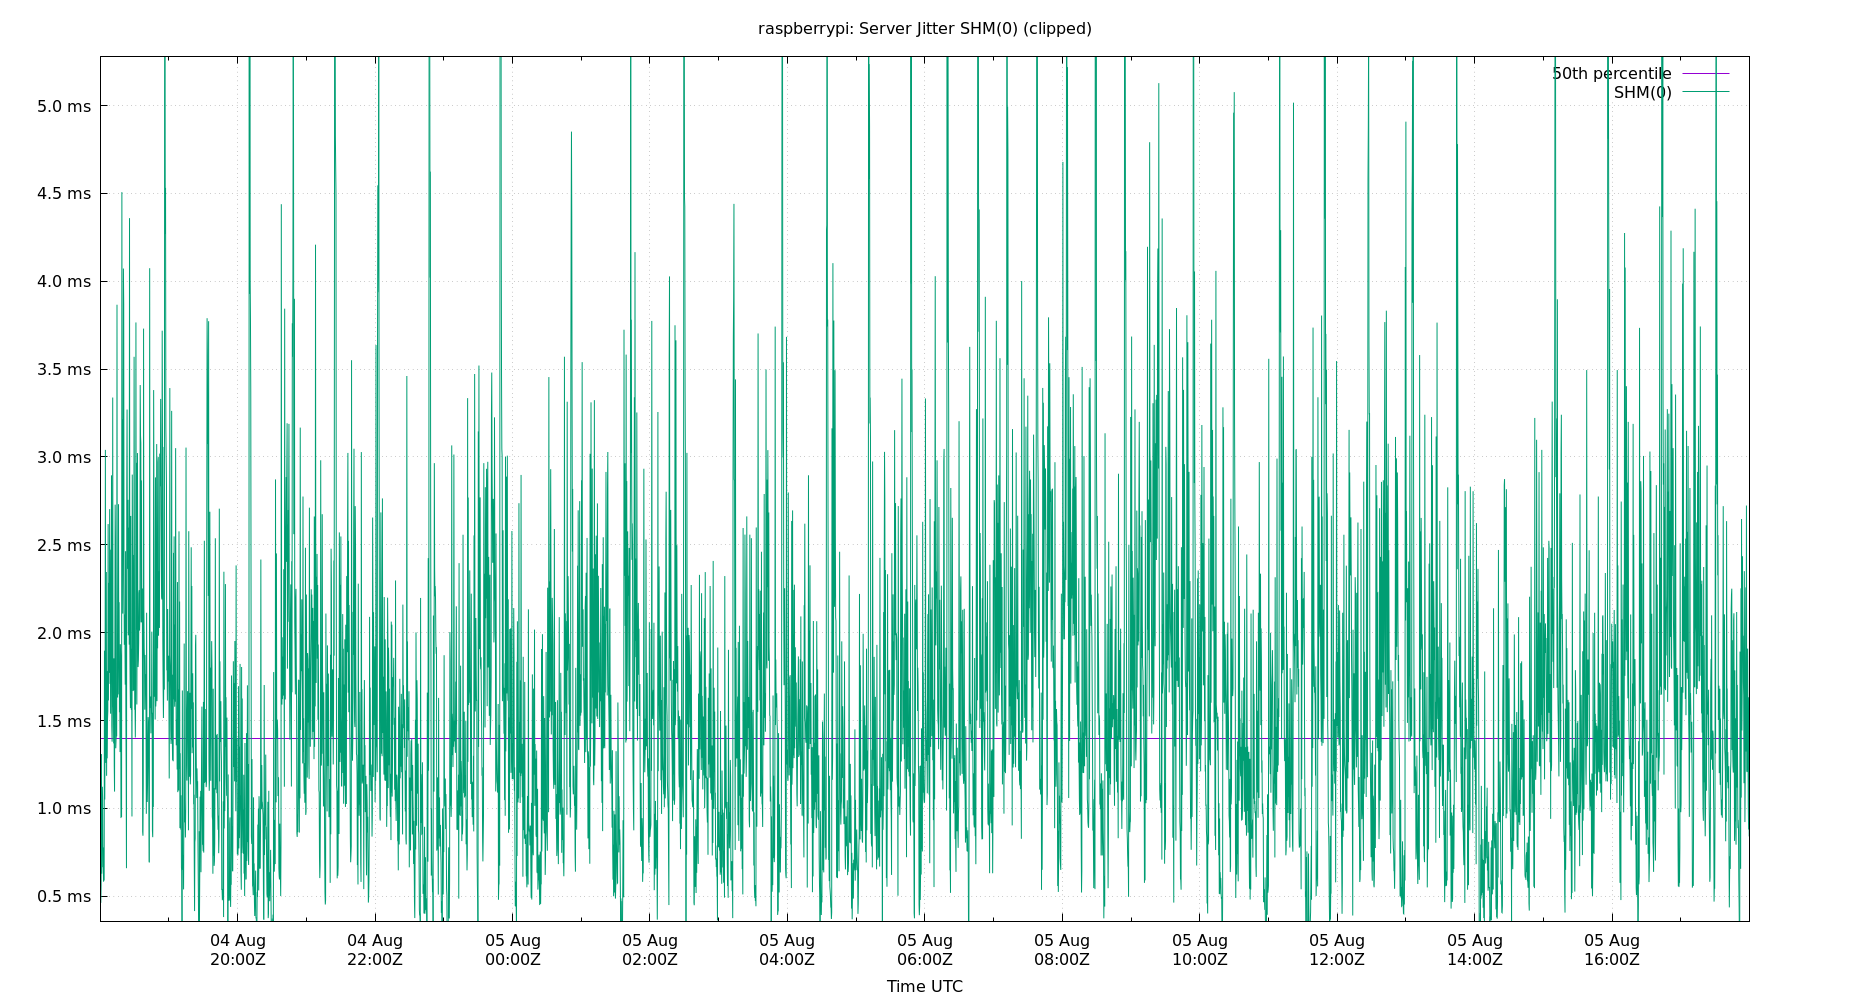 raspberrypi: Server Jitter SHM(0) (clipped)
50th percentile
SHM(0)
5.0 ms
4.5 ms
4.0 ms
3.5 ms
3.0 ms
2.5 ms
2.0 ms
1.5 ms
1.0 ms
0.5 ms
04 Aug 04 Aug 05 Aug 05 Aug 05 Aug 05 Aug 05 Aug 05 Aug 05 Aug 05 Aug 05 Aug
20:00Z 22:00Z 00:00Z 02:00Z 04:00Z 06:00Z 08:00Z 10:00Z 12:00Z 14:00Z 16:00Z
Time UTC